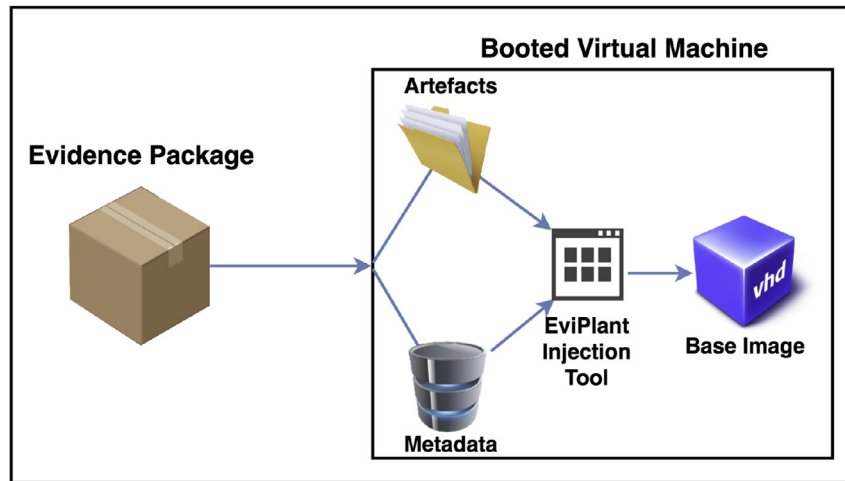 Booted Virtual Machine
Artefacts
Evidence Package
vhd
EviPlant
Injection
Tool
Base Image
Metadata